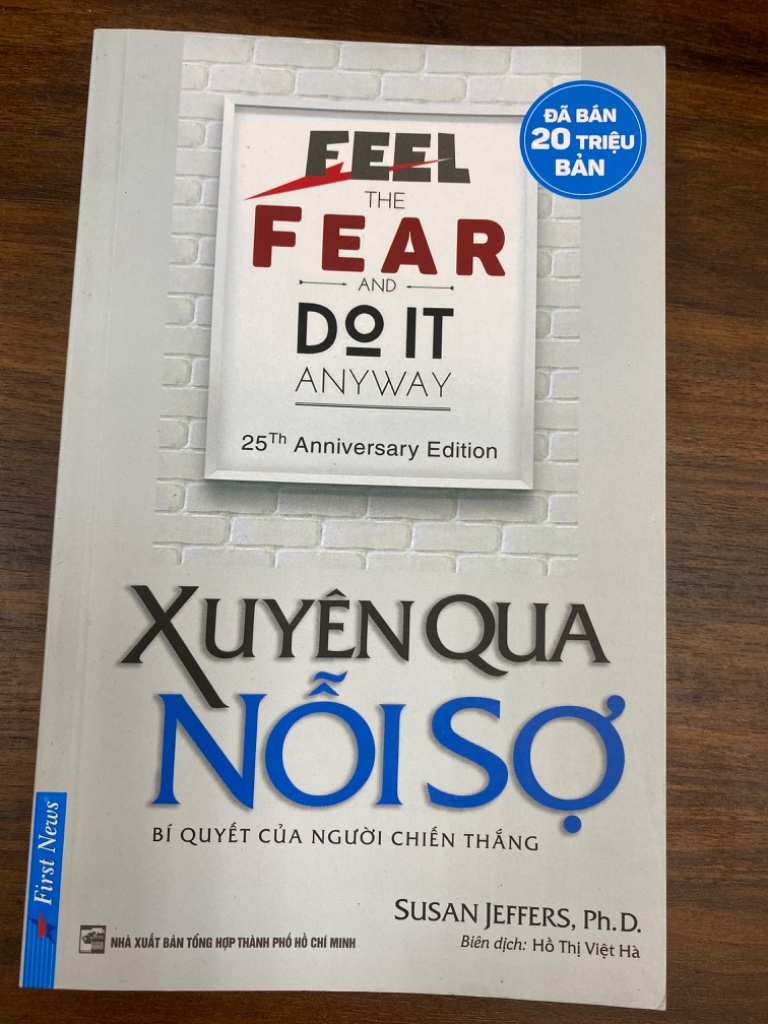 ĐÃ BÁN
20 TRIỆU
BẢN
FEEL
THE
FEAR
AND
DO IT
ANYWAY
25Th Anniversary Edition
XUYÊN QUA
NỖI SỢ
BÍ QUYẾT CỦA NGƯỜI CHIẾN THẮNG
First News
SUSAN JEFFERS, Ph.D.
Biên dịch: Hồ Thị Việt Hà
NHÀ XUẤT BẢN TỔNG HỢP THÀNH PHỐ HỒ CHÍ MINH